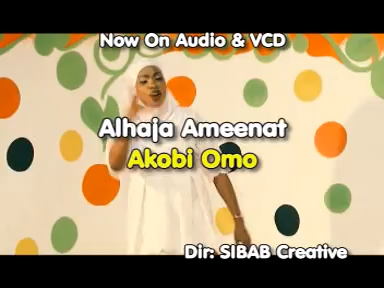 Now On Audio & VCD
Alhaja Ameenat
Akobi Omo
Dir: SIBAB Creative